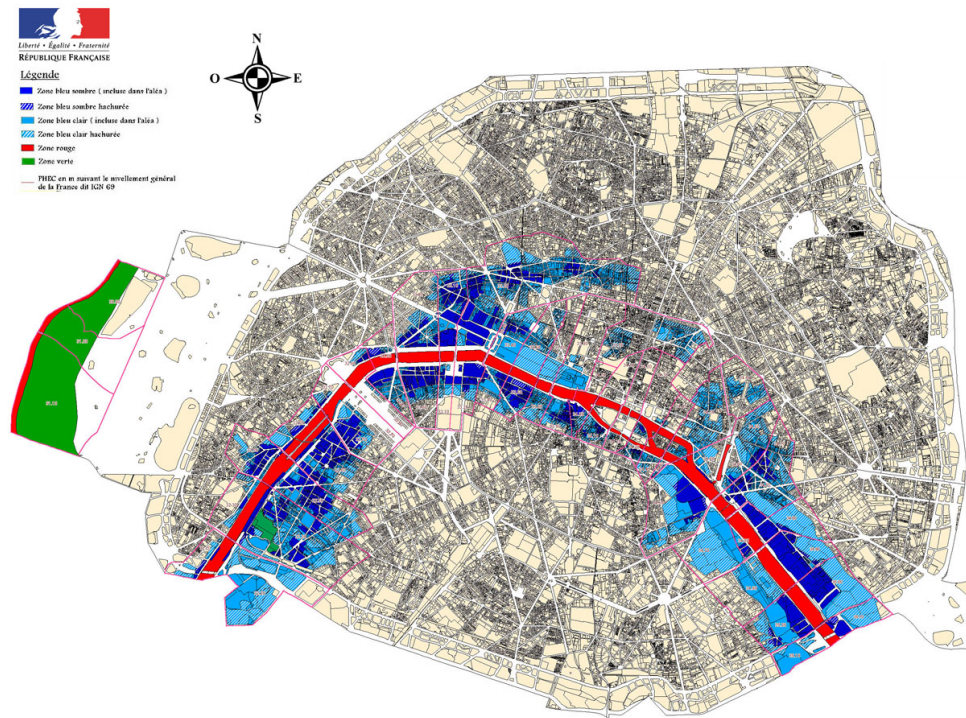 Liberté • Égalité • Fraternité
RÉPUBLIQUE FRANÇAISE
Légende
Zone bleu sombre ( incluse dans l'aléa )
Zone bleu sombre hachurée
Zone bleu clair ( incluse dans l'aléa )
Zone bleu clair hachurée
Zone rouge
Zone verte
PHEC en m suivant le nivellement général
de la France dit IGN 69
N
O
E
S